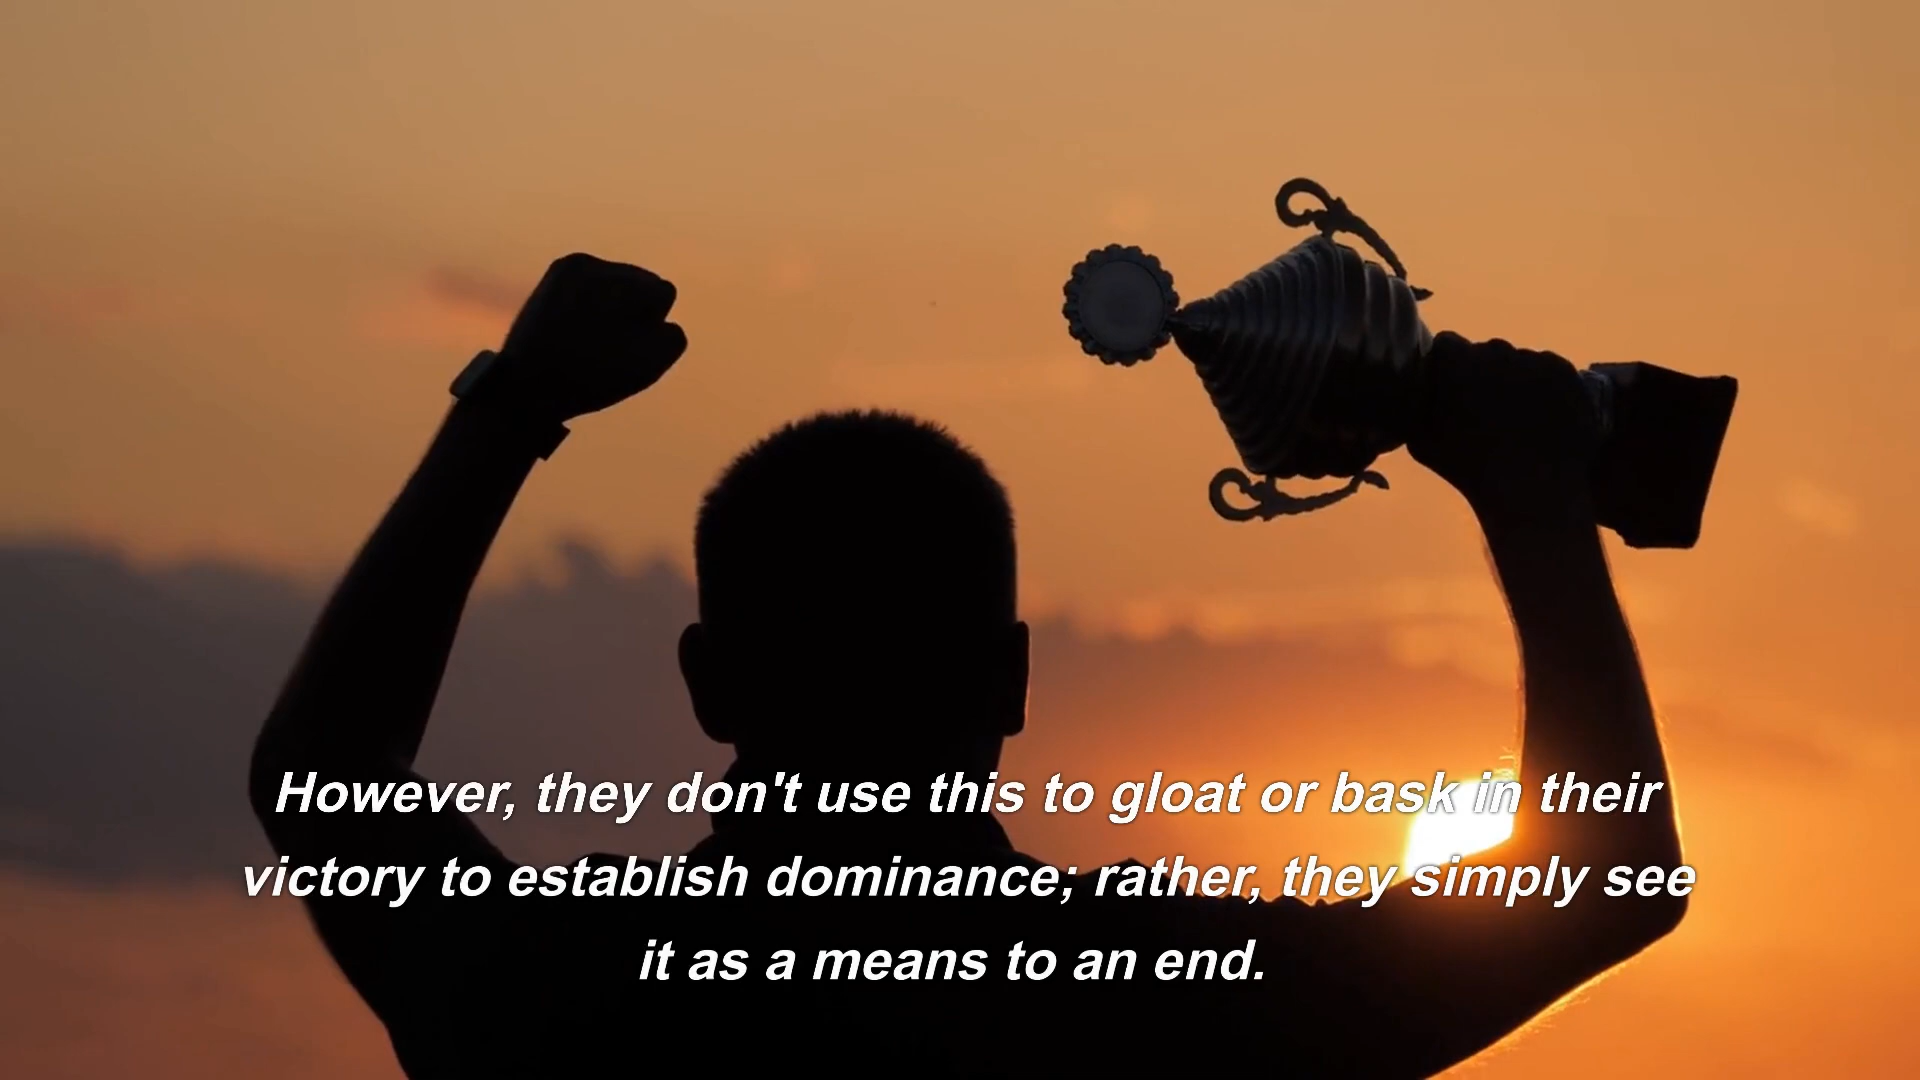 However, they don't use this to gloat or bask in their
victory to establish dominance; rather, they simply see
it as a means to an end.